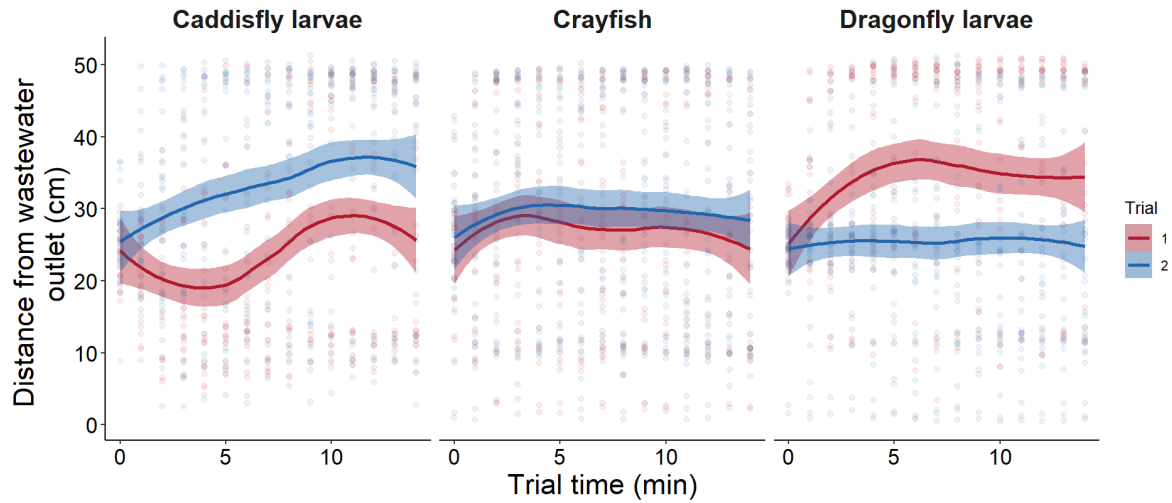 Caddisfly larvae
Crayfish
Dragonfly larvae
Distance from wastewater
outlet (cm)
50
40
30
20
10
0
0 5 10
0 5 10
0 5 10
Trial time (min)
Trial
1
2